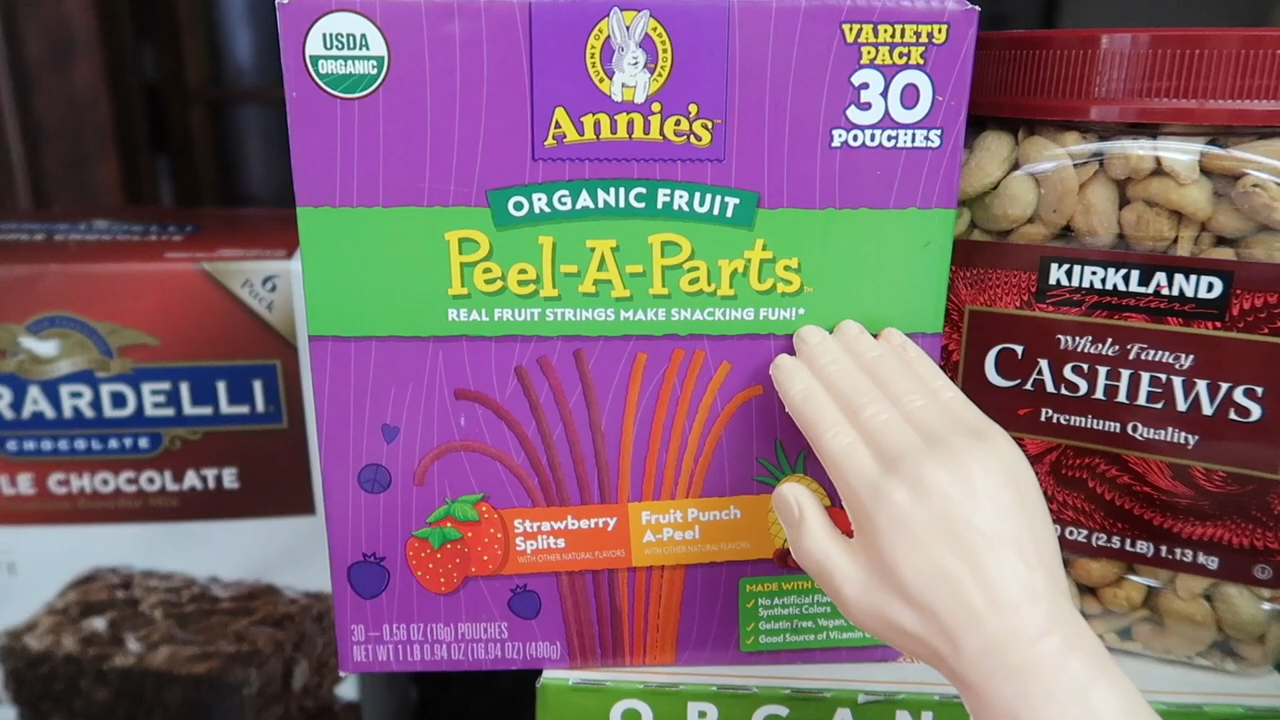 USDA
ORGANIC
BUNNY OF APPROVAL
Annie's™
VARIETY
PACK
30
POUCHES
ORGANIC FRUIT
Peel-A-Parts™
REAL FRUIT STRINGS MAKE SNACKING FUN!*
Strawberry
Splits
WITH OTHER NATURAL FLAVORS
Fruit Punch
A-Peel
WITH OTHER NATURAL FLAVORS
MADE WITH
✓ No Artificial
Synthetic Colors
✓ Gelatin Free, Vegan,
✓ Good Source of Vitamin
30 – 0.56 OZ (16g) POUCHES
NET WT 1 LB 0.94 OZ (16.94 OZ) (480g)
6
Pack
RARDELLI
CHOCOLATE
LE CHOCOLATE
KIRKLAND
Signature
Whole Fancy
CASHEWS
Premium Quality
OZ (2.5 LB) 1.13 kg
ORGAN